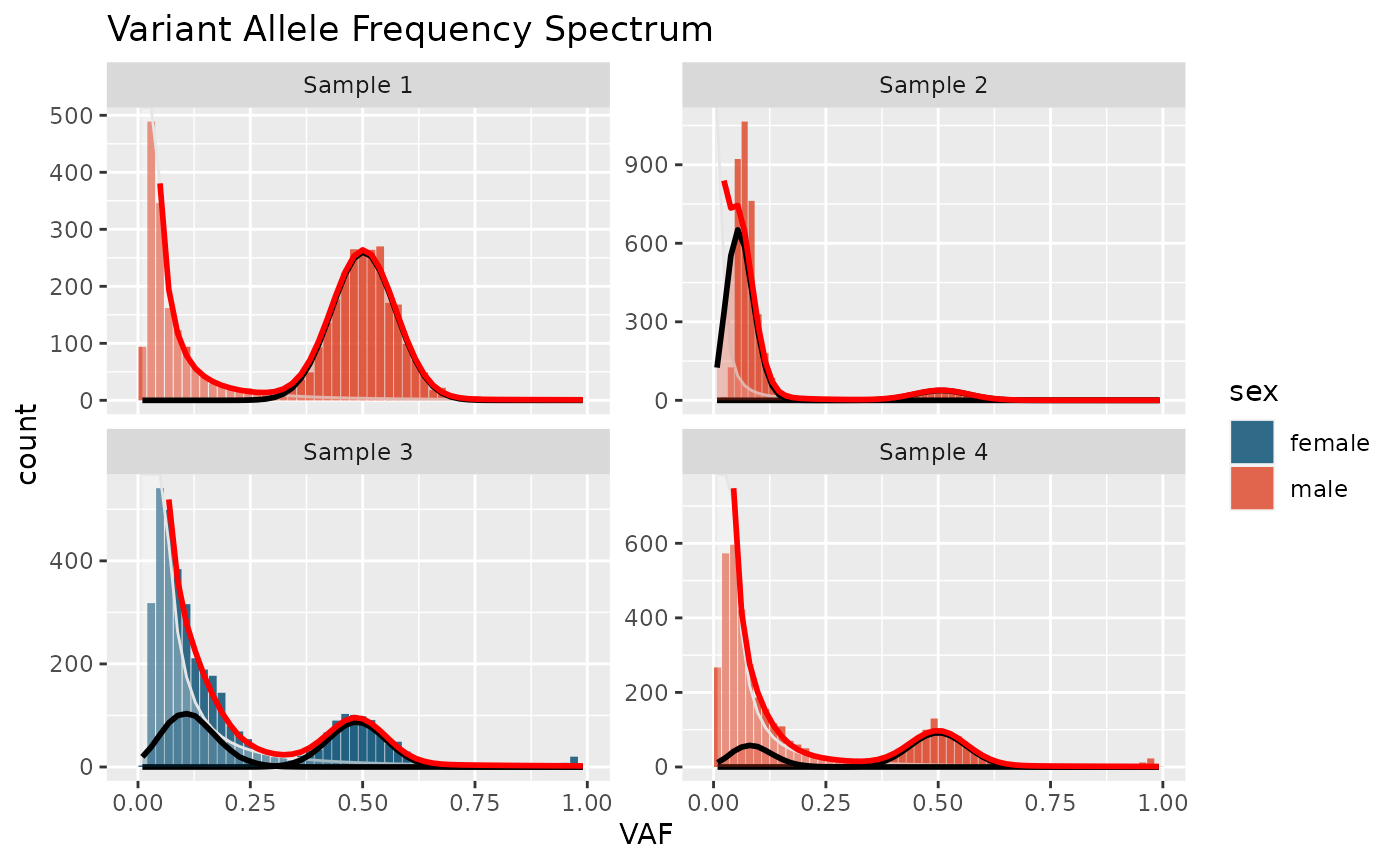 Variant Allele Frequency Spectrum
Sample 1
Sample 2
500
400
300
200
100
0
900
600
300
0
Sample 3
Sample 4
400
200
0
600
400
200
0
0.00 0.25 0.50 0.75 1.00
0.00 0.25 0.50 0.75 1.00
VAF
count
sex
female
male